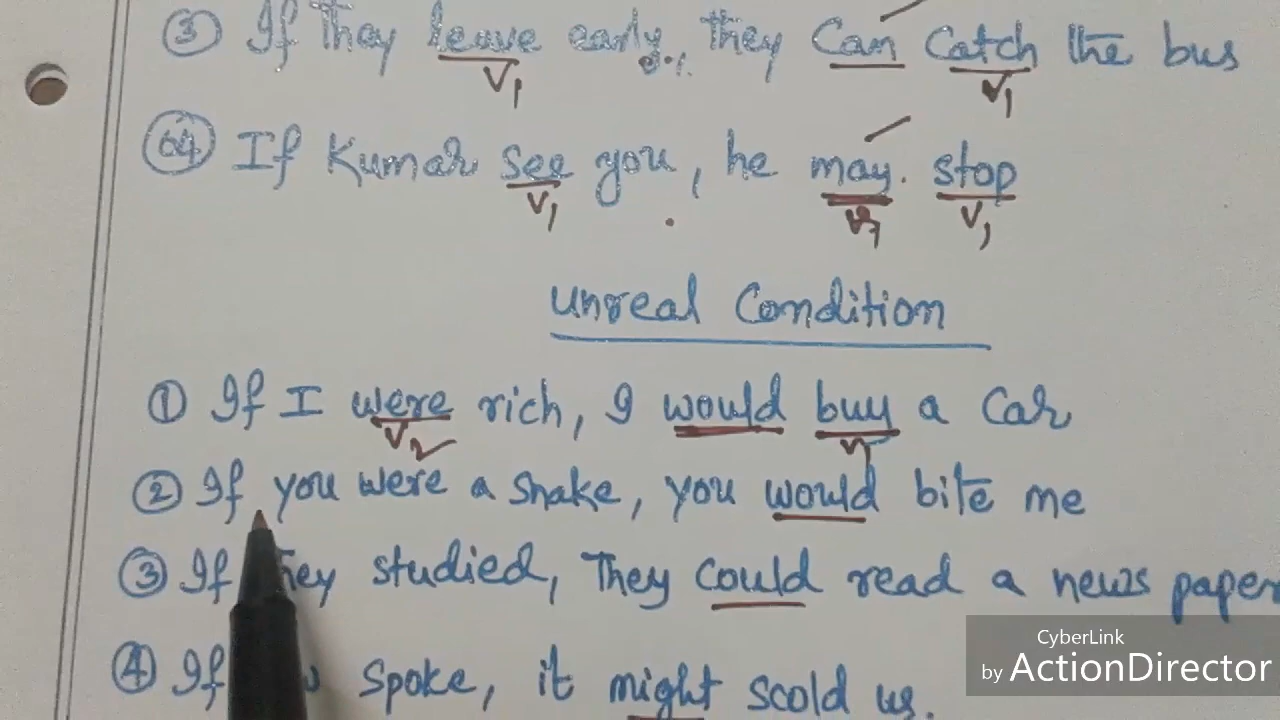 ③ If They leave early, they Can Catch the bus
V1 V1
04 If Kumar see you, he may. stop
V1 V1 V1
Unreal Condition
① If I were rich, I would buy a Car
V2 V1
② If you were a snake, you would bite me
③ If they studied, They could read a news paper
④ If spoke, it might scold us.
CyberLink
by ActionDirector